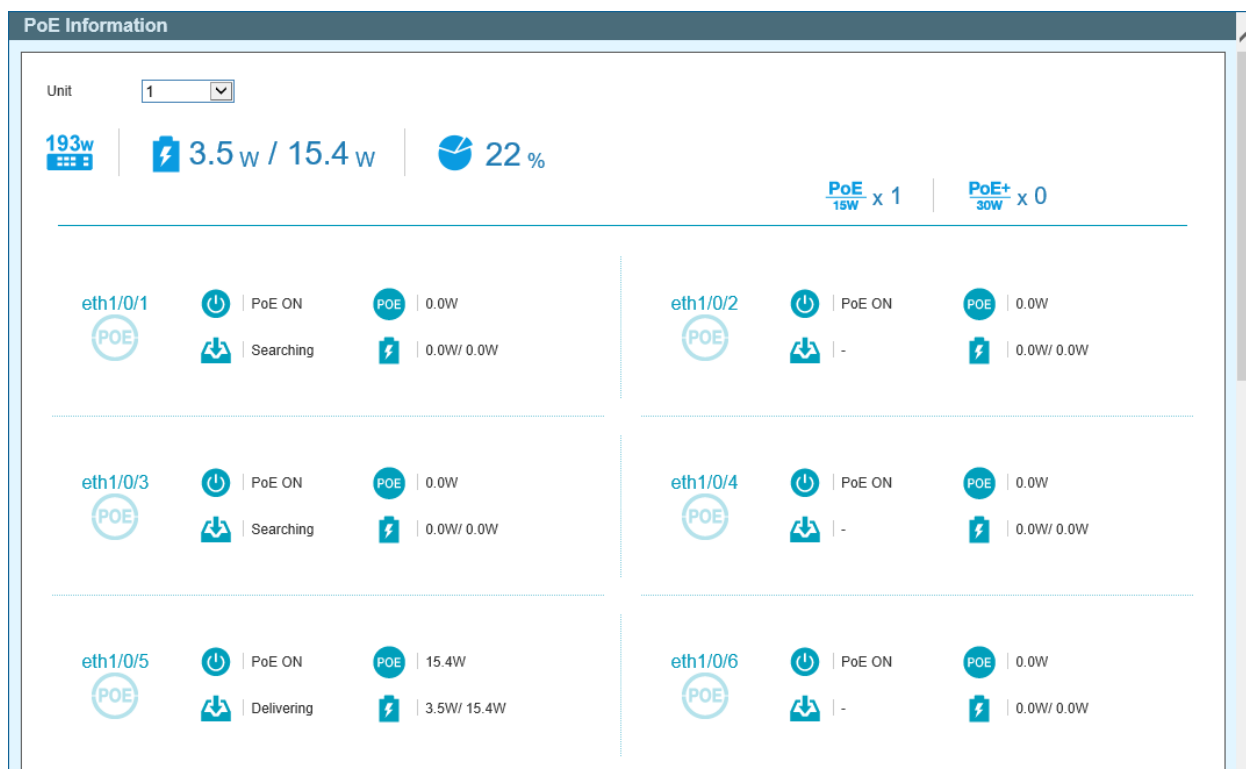 PoE Information
Unit 1
193w 3.5 W / 15.4 W 22 %
PoE 15W x 1 PoE+ 30W x 0
eth1/0/1 PoE ON POE 0.0W
POE Searching 0.0W/ 0.0W
eth1/0/2 PoE ON POE 0.0W
POE - 0.0W/ 0.0W
eth1/0/3 PoE ON POE 0.0W
POE Searching 0.0W/ 0.0W
eth1/0/4 PoE ON POE 0.0W
POE - 0.0W/ 0.0W
eth1/0/5 PoE ON POE 15.4W
POE Delivering 3.5W/ 15.4W
eth1/0/6 PoE ON POE 0.0W
POE - 0.0W/ 0.0W